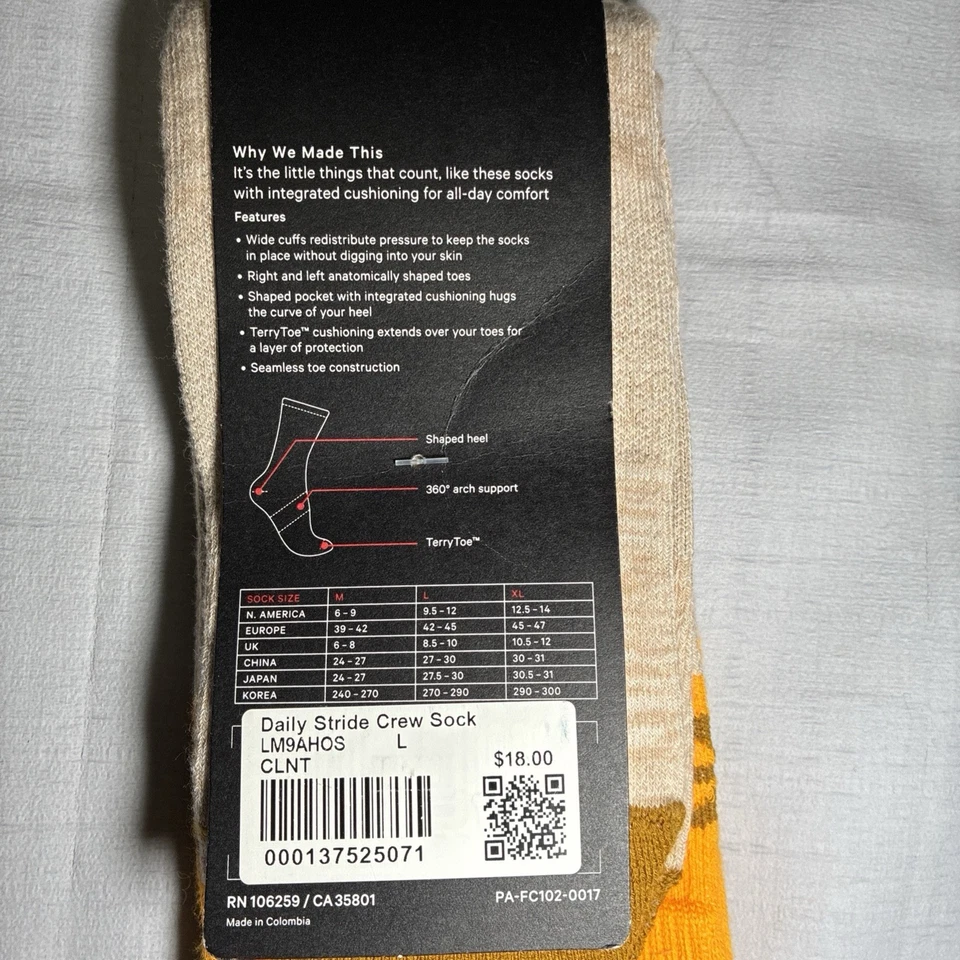 Why We Made This
It's the little things that count, like these socks
with integrated cushioning for all-day comfort
Features
• Wide cuffs redistribute pressure to keep the socks
in place without digging into your skin
• Right and left anatomically shaped toes
• Shaped pocket with integrated cushioning hugs
the curve of your heel
• TerryToe™ cushioning extends over your toes for
a layer of protection
• Seamless toe construction
Shaped heel
360° arch support
TerryToe™
SOCK SIZE M L XL
N. AMERICA 6 – 9 9.5 – 12 12.5 – 14
EUROPE 39 – 42 42 – 45 45 – 47
UK 6 – 8 8.5 – 10 10.5 – 12
CHINA 24 – 27 27 – 30 30 – 31
JAPAN 24 – 27 27.5 – 30 30.5 – 31
KOREA 240 – 270 270 – 290 290 – 300
Daily Stride Crew Sock
LM9AHOS L
CLNT $18.00
000137525071
RN 106259 / CA 35801 PA-FC102-0017
Made in Colombia